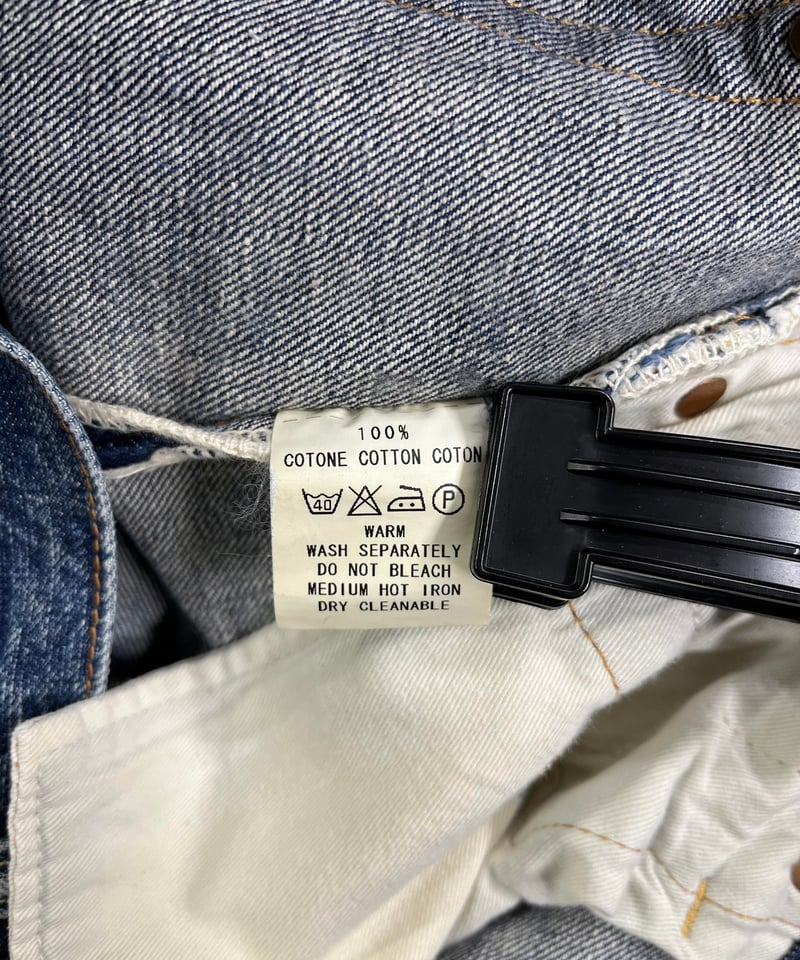 100%
COTONE COTTON COTON
40 P
WARM
WASH SEPARATELY
DO NOT BLEACH
MEDIUM HOT IRON
DRY CLEANABLE